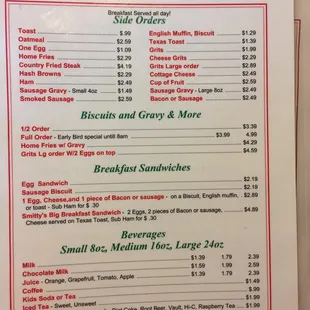 Breakfast Served all day!
Side Orders
Toast $.99 English Muffin, Biscuit $1.29
Oatmeal $2.59 Texas Toast $1.39
One Egg $1.09 Grits $1.99
Home Fries $2.29 Cheese Grits $2.29
Country Fried Steak $4.19 Grits Large order $2.89
Hash Browns $2.29 Cottage Cheese $2.29
Ham $2.49 Cup of Fruit $2.49
Sausage Gravy - Small 4oz $1.49 Sausage Gravy - Large 8oz $2.49
Smoked Sausage $2.59 Bacon or Sausage $2.49
Biscuits and Gravy & More
1/2 Order $3.39
Full Order - Early Bird special until 8am $3.99 4.99
Home Fries w/ Gravy $4.29
Grits Lg order W/2 Eggs on top $4.59
Breakfast Sandwiches
Egg Sandwich $2.19
Sausage Biscuit $2.19
1 Egg, Cheese,and 1 piece of Bacon or sausage - on a Biscuit, English muffin, $2.89
or toast - Sub Ham for $ .30
Smitty's Big Breakfast Sandwich - 2 Eggs, 2 pieces of Bacon or sausage, $4.89
Cheese served on Texas Toast, Sub Ham for $ .30
Beverages
Small 8oz, Medium 16oz, Large 24oz
Milk $1.39 1.79 2.39
Chocolate Milk $1.59 1.99 2.59
Juice - Orange, Grapefruit, Tomato, Apple $1.39 1.79 2.39
Coffee $1.49
Kids Soda or Tea $.99
Iced Tea - Sweet, Unsweet
Root Beer, Vault, Hi-C, Raspberry Tea $1.99